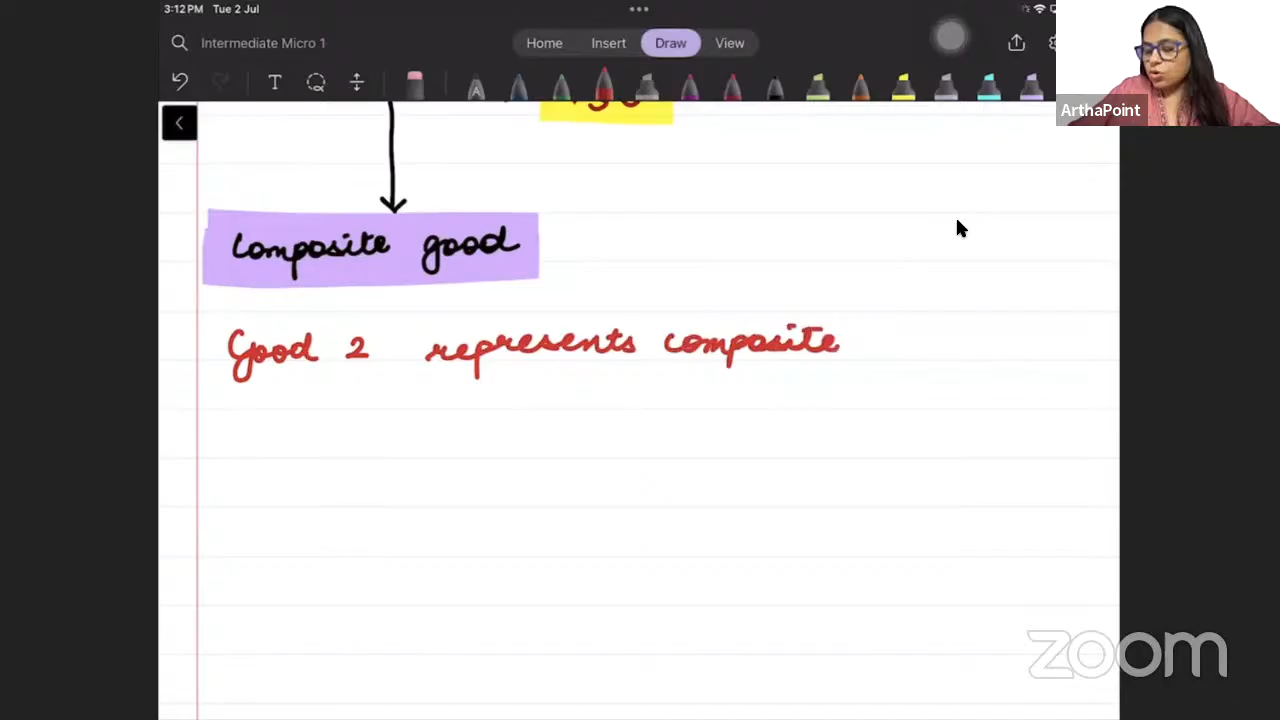 3:12 PM Tue 2 Jul
Intermediate Micro 1
Home Insert Draw View
T
A
ArthaPoint
Composite good
Good 2 represents composite
zoom